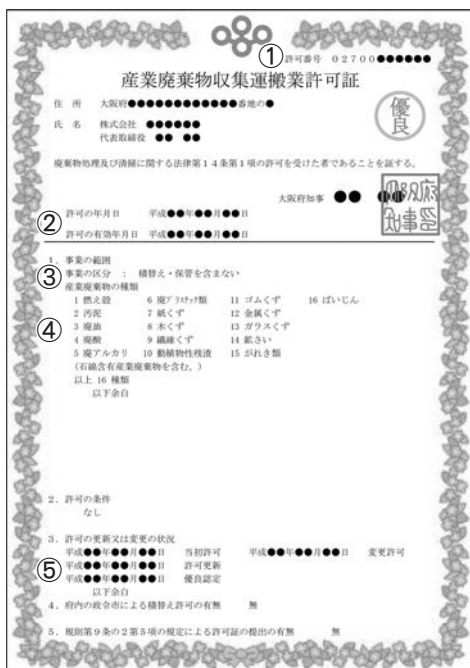 ① 許可番号 02700●●●●●●
産業廃棄物収集運搬業許可証
住 所 大阪府●●●●●●●●●●●●番地の●
優良
氏 名 株式会社 ●●●●●●
代表取締役 ●● ●●
廃棄物処理及び清掃に関する法律第14条第1項の許可を受けた者であることを証する。
大阪府知事 ●● ●●
大阪府知事印
② 許可の年月日 平成●●年●●月●●日
許可の有効年月日 平成●●年●●月●●日
1. 事業の範囲
③ 事業の区分 : 積替え・保管を含まない
産業廃棄物の種類
1 燃え殻 6 廃プラスチック類 11 ゴムくず 16 ばいじん
2 汚泥 7 紙くず 12 金属くず
④ 3 廃油 8 木くず 13 ガラスくず
4 廃酸 9 繊維くず 14 鉱さい
5 廃アルカリ 10 動植物性残渣 15 がれき類
(石綿含有産業廃棄物を含む。)
以上 16 種類
以下余白
2. 許可の条件
なし
3. 許可の更新又は変更の状況
平成●●年●●月●●日 当初許可 平成●●年●●月●●日 変更許可
⑤ 平成●●年●●月●●日 許可更新
平成●●年●●月●●日 優良認定
以下余白
4. 府内の政令市による積替え許可の有無 無
5. 規則第9条の2第5項の規定による許可証の提出の有無 無